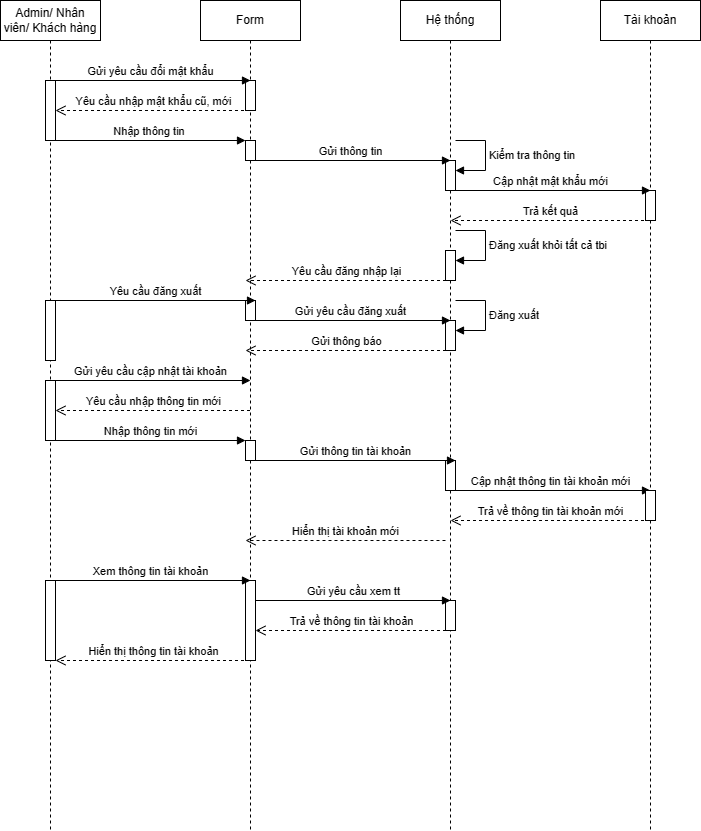 Admin/ Nhân
viên/ Khách hàng
Form
Hệ thống
Tài khoản
Gửi yêu cầu đổi mật khẩu
Yêu cầu nhập mật khẩu cũ, mới
Nhập thông tin
Gửi thông tin
Kiểm tra thông tin
Cập nhật mật khẩu mới
Trả kết quả
Đăng xuất khỏi tất cả tbi
Yêu cầu đăng nhập lại
Yêu cầu đăng xuất
Gửi yêu cầu đăng xuất
Đăng xuất
Gửi thông báo
Gửi yêu cầu cập nhật tài khoản
Yêu cầu nhập thông tin mới
Nhập thông tin mới
Gửi thông tin tài khoản
Cập nhật thông tin tài khoản mới
Trả về thông tin tài khoản mới
Hiển thị tài khoản mới
Xem thông tin tài khoản
Gửi yêu cầu xem tt
Trả về thông tin tài khoản
Hiển thị thông tin tài khoản